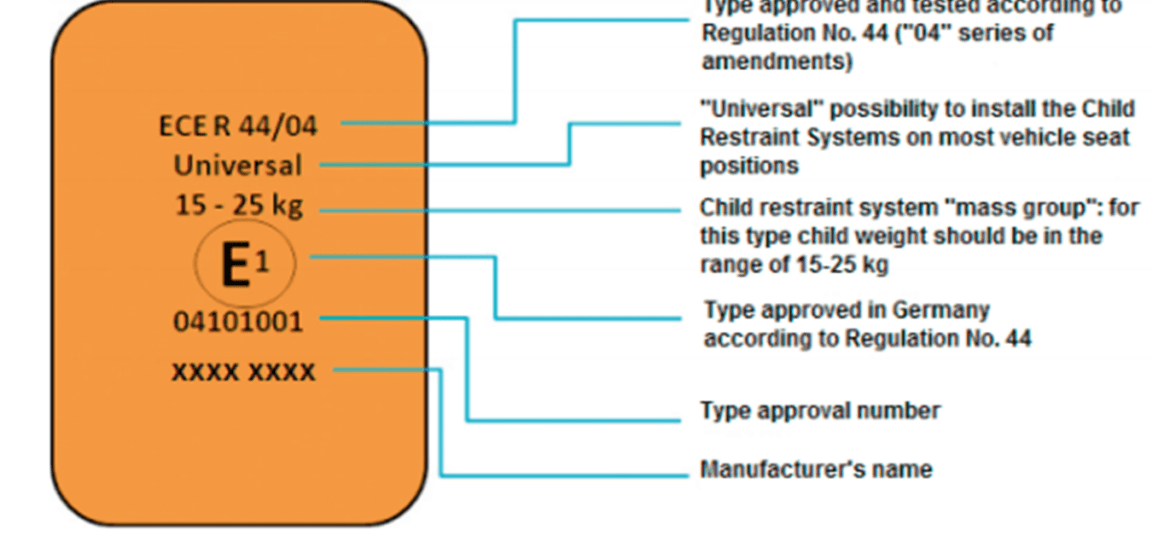 ECE R 44/04
Universal
15 - 25 kg
E 1
04101001
xxxx xxxx
Type approved and tested according to
Regulation No. 44 ("04" series of
amendments)
"Universal" possibility to install the Child
Restraint Systems on most vehicle seat
positions
Child restraint system "mass group": for
this type child weight should be in the
range of 15-25 kg
Type approved in Germany
according to Regulation No. 44
Type approval number
Manufacturer's name